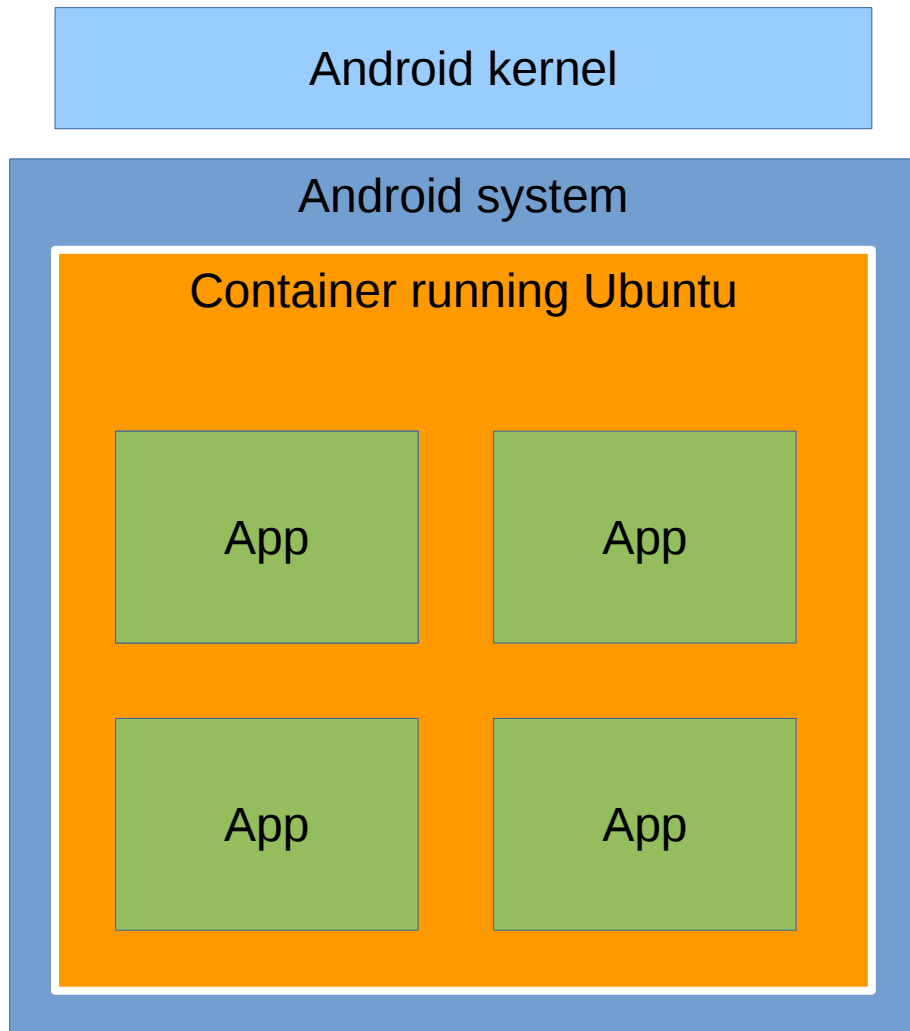 Android kernel
Android system
Container running Ubuntu
App
App
App
App